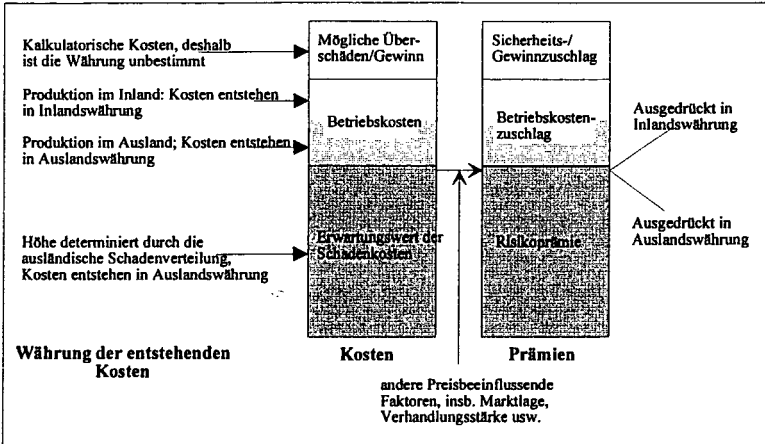 Kalkulatorische Kosten, deshalb
ist die Währung unbestimmt
Produktion im Inland: Kosten entstehen
in Inlandswährung
Produktion im Ausland; Kosten entstehen
in Auslandswährung
Höhe determiniert durch die
ausländische Schadenverteilung,
Kosten entstehen in Auslandswährung
Währung der entstehenden
Kosten
Mögliche Über-
schäden/Gewinn
Betriebskosten
Erwartungswert der
Schadenkosten
Kosten
Sicherheits-/
Gewinnzuschlag
Betriebskosten-
zuschlag
Risikoprämie
Prämien
Ausgedrückt in
Inlandswährung
Ausgedrückt in
Auslandswährung
andere Preisbeeinflussende
Faktoren, insb. Marktlage,
Verhandlungsstärke usw.